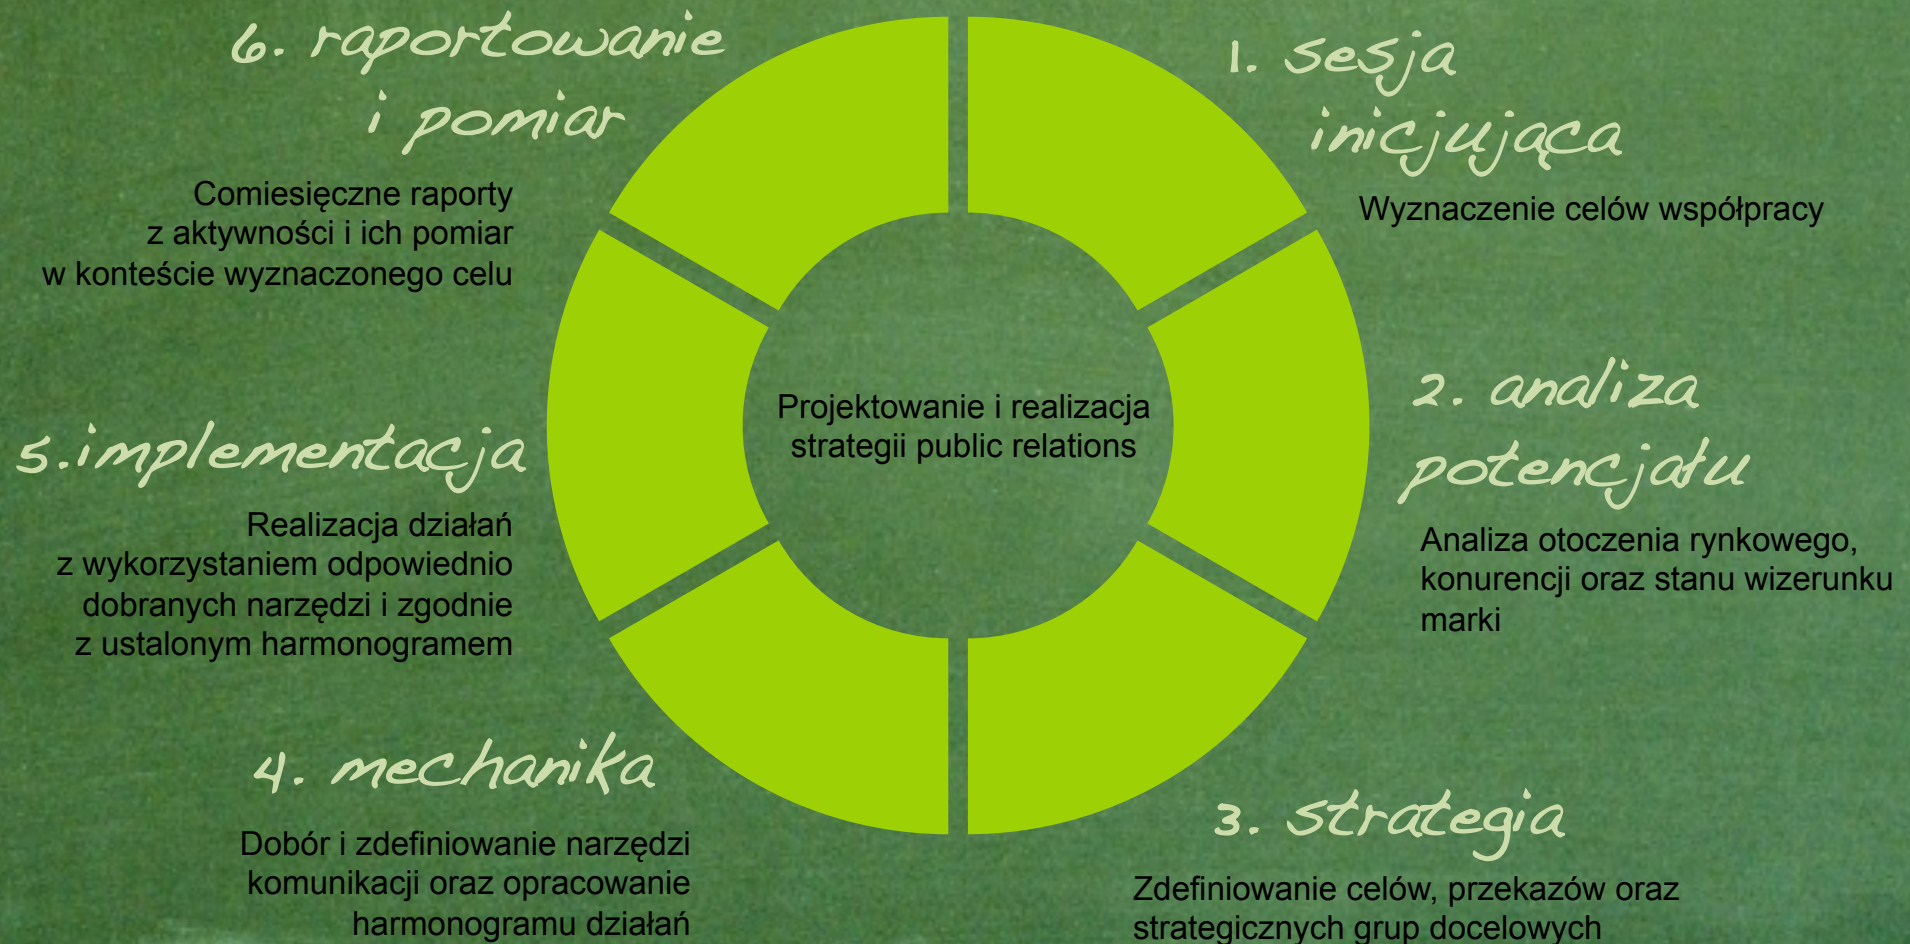 1. sesja
inicjująca
Wyznaczenie celów współpracy
2. analiza
potencjału
Analiza otoczenia rynkowego,
konurencji oraz stanu wizerunku
marki
3. strategia
Zdefiniowanie celów, przekazów oraz
strategicznych grup docelowych
4. mechanika
Dobór i zdefiniowanie narzędzi
komunikacji oraz opracowanie
harmonogramu działań
5.implementacja
Realizacja działań
z wykorzystaniem odpowiednio
dobranych narzędzi i zgodnie
z ustalonym harmonogramem
6. raportowanie
i pomiar
Comiesięczne raporty
z aktywności i ich pomiar
w konteście wyznaczonego celu
Projektowanie i realizacja
strategii public relations